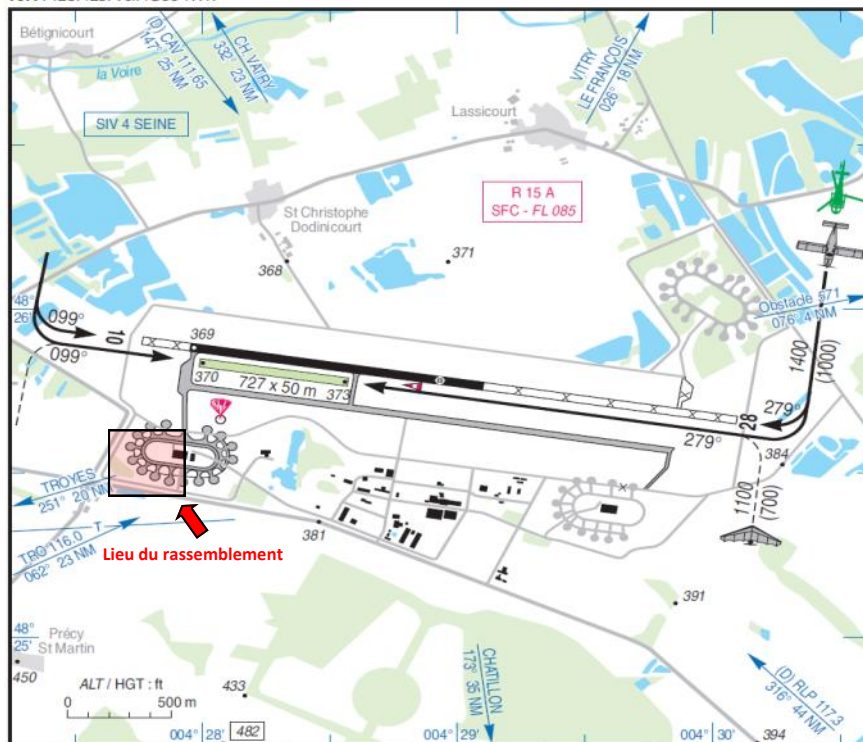 Bétignicourt
la Voire
(D) CAV 111.65
147° 25 NM
CH VATRY
332° 23 NM
VITRY
LE FRANÇOIS
026° 18 NM
Lassicourt
SIV 4 SEINE
R 15 A
SFC - FL 085
St Christophe
Dodinicourt
371
368
48°
26'
099°
099°
10
369
370
727 x 50 m
373
Obstacle 571
076° 4 NM
1400
(1000)
279°
279°
28
384
1100
(700)
TROYES
251° 20 NM
TRO 116.0 T
062° 23 NM
Lieu du rassemblement
381
391
48°
25'
Précy
St Martin
450
ALT / HGT : ft
0 500 m
433
CHATILLON
173° 35 NM
(D) RLP 117.3
316° 44 NM
004° 28'
482
004° 29'
004° 30'
394